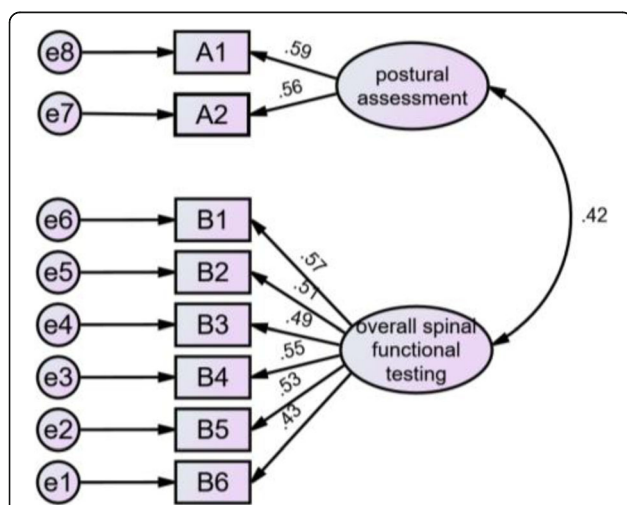 e8
A1
.59
postural
assessment
e7
A2
.56
.42
e6
B1
.57
e5
B2
.51
e4
B3
.49
overall spinal
functional
testing
e3
B4
.55
e2
B5
.53
e1
B6
.43